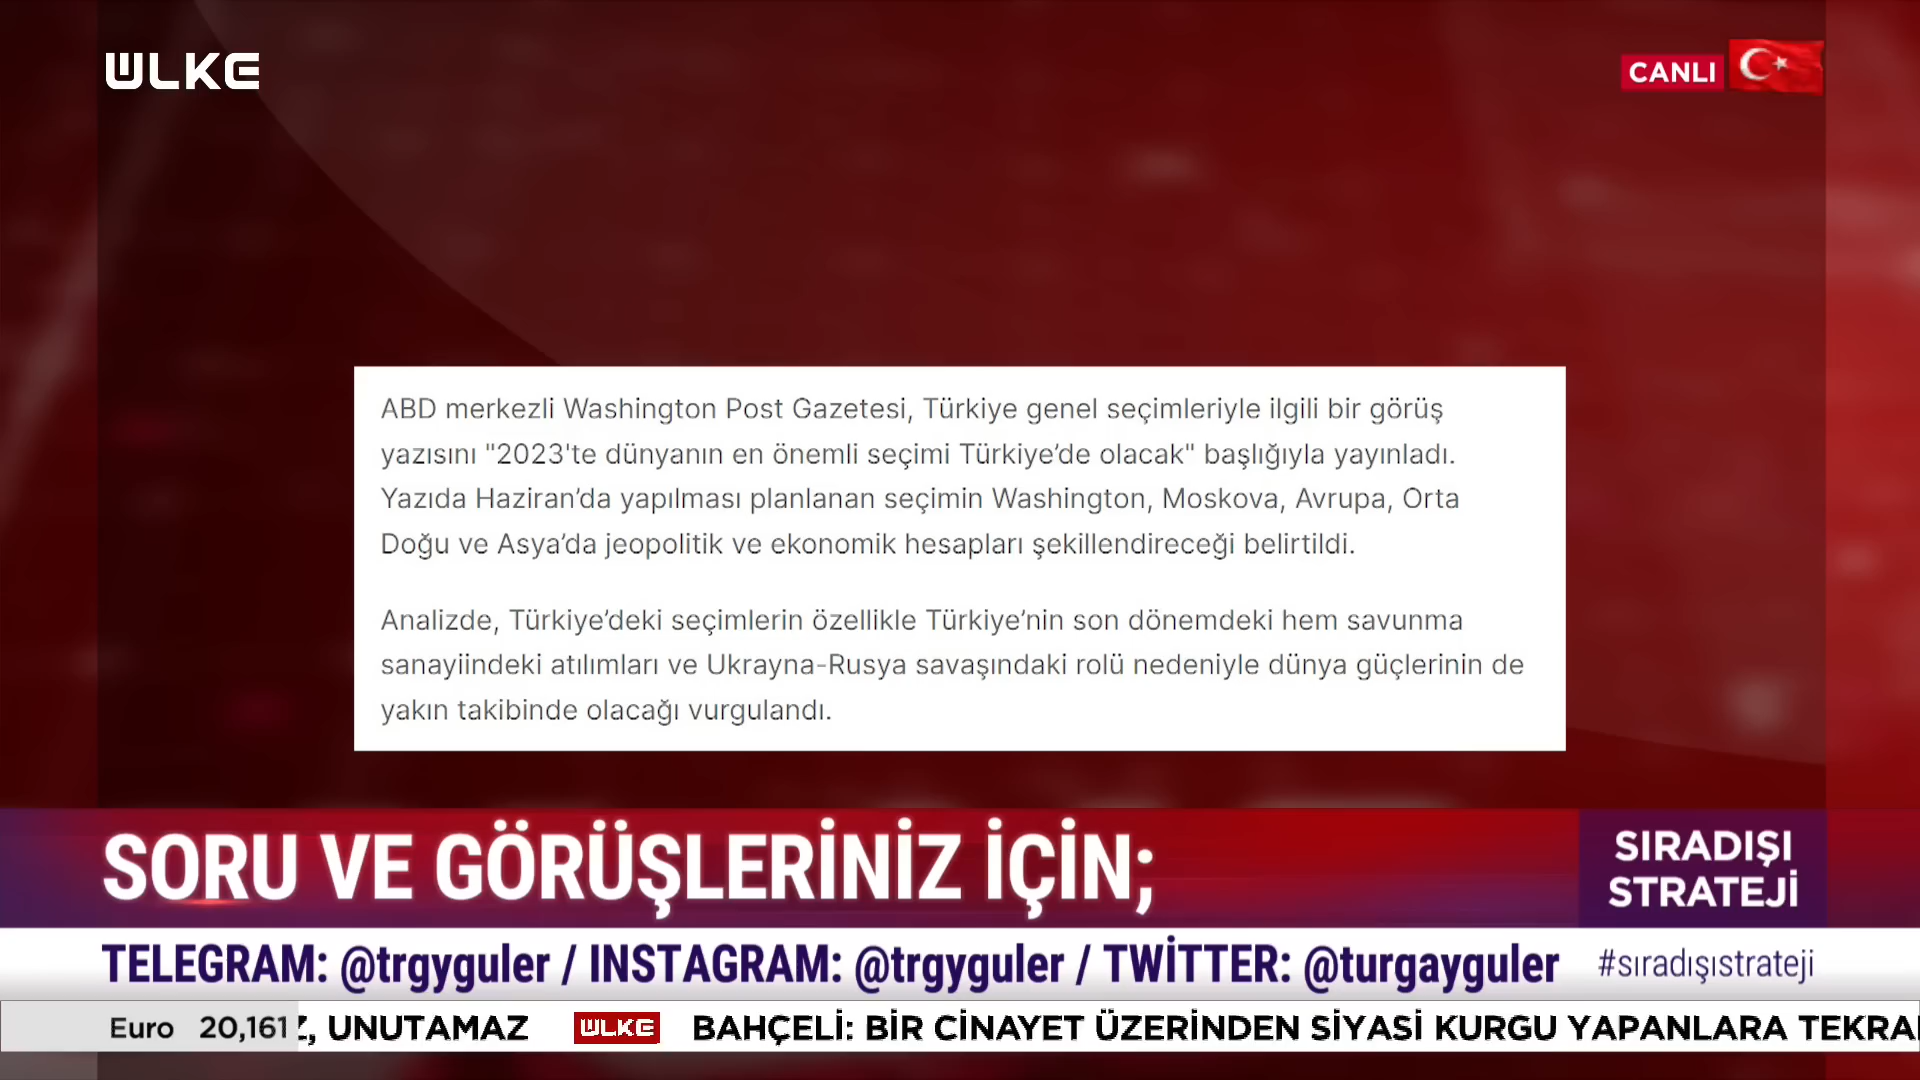 ÜLKE
CANLI
ABD merkezli Washington Post Gazetesi, Türkiye genel seçimleriyle ilgili bir görüş
yazısını "2023'te dünyanın en önemli seçimi Türkiye’de olacak" başlığıyla yayınladı.
Yazıda Haziran’da yapılması planlanan seçimin Washington, Moskova, Avrupa, Orta
Doğu ve Asya’da jeopolitik ve ekonomik hesapları şekillendireceği belirtildi.
Analizde, Türkiye’deki seçimlerin özellikle Türkiye’nin son dönemdeki hem savunma
sanayiindeki atılımları ve Ukrayna-Rusya savaşındaki rolü nedeniyle dünya güçlerinin de
yakın takibinde olacağı vurgulandı.
SORU VE GÖRÜŞLERİNİZ İÇİN;
SIRADIŞI
STRATEJİ
TELEGRAM: @trgyguler / INSTAGRAM: @trgyguler / TWİTTER: @turgayguler
#sıradışıstrateji
Euro 20,161 UNUTAMAZ ÜLKE BAHÇELİ: BİR CİNAYET ÜZERİNDEN SİYASİ KURGU YAPANLARA